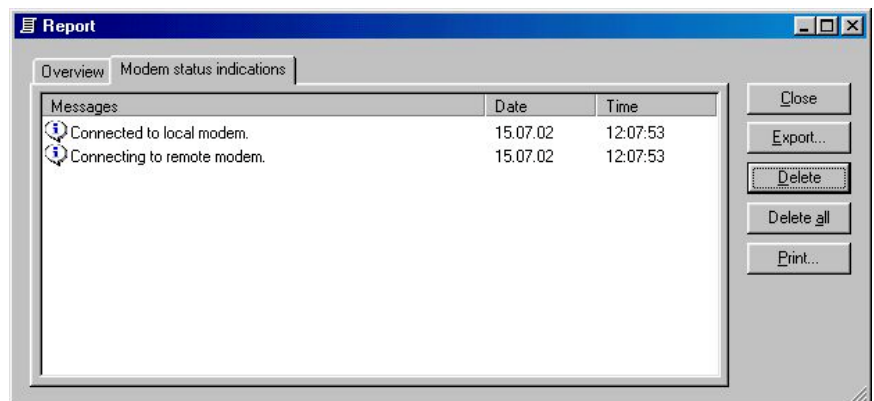 Report
Overview Modem status indications
Messages Date Time
Connected to local modem. 15.07.02 12:07:53
Connecting to remote modem. 15.07.02 12:07:53
Close
Export...
Delete
Delete all
Print...